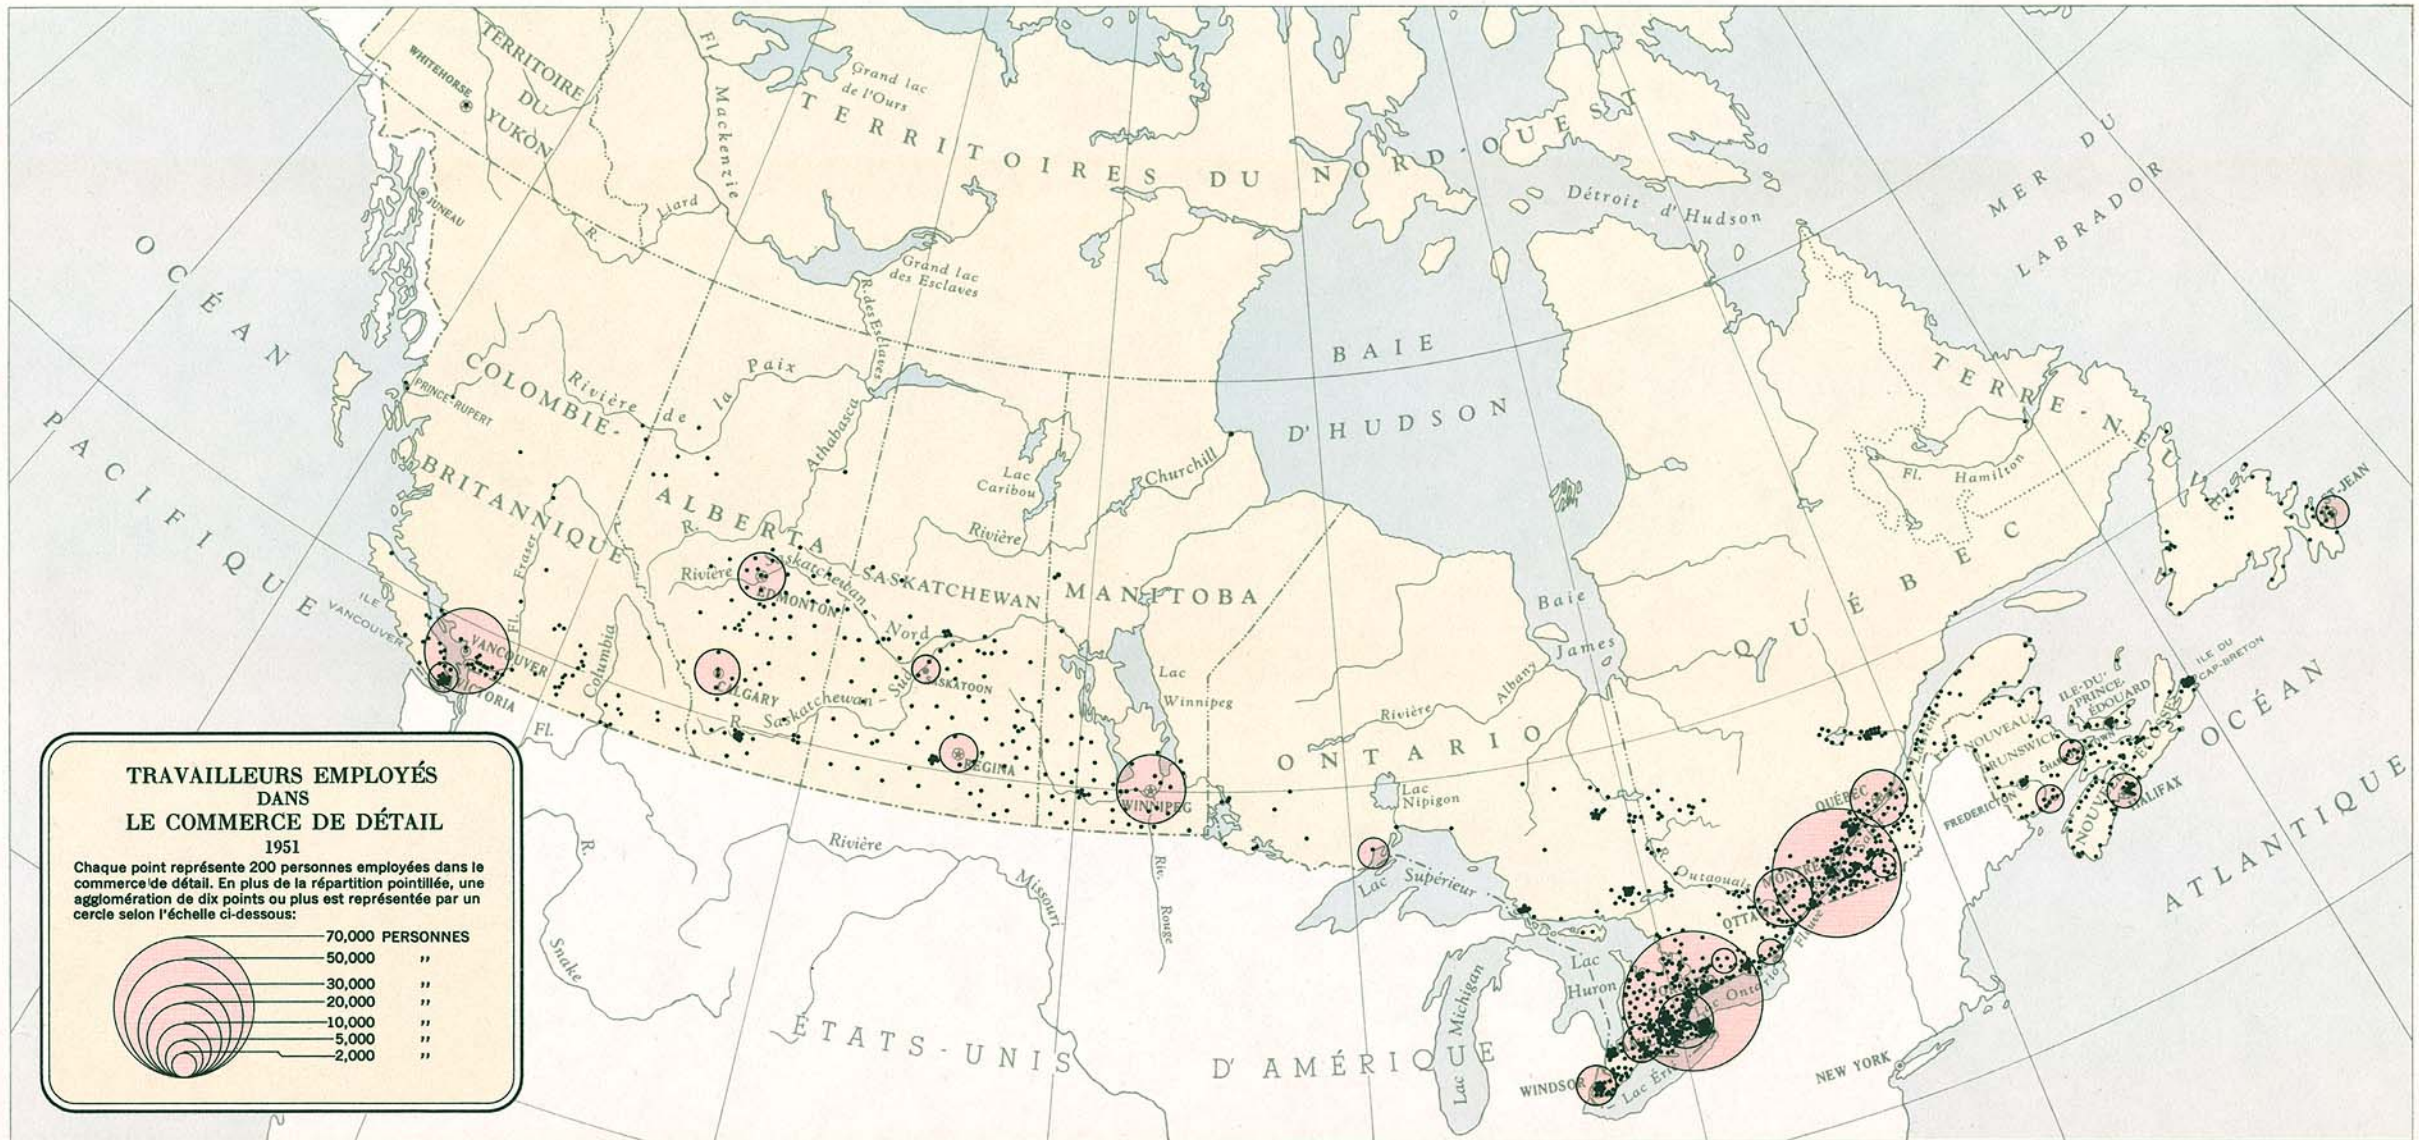 TERRITOIRE
DU
YUKON
WHITEHORSE
JUNEAU
Fl. Mackenzie
Grand lac
de l'Ours
TERRITOIRES DU NORD-OUEST
R. Liard
Grand lac
des Esclaves
R. des Esclaves
Détroit d'Hudson
MER DU
LABRADOR
OCÉAN
PACIFIQUE
COLOMBIE-
BRITANNIQUE
PRINCE-RUPERT
Rivière de la Paix
Athabasca
ALBERTA
Lac
Caribou
Rivière Churchill
BAIE
D'HUDSON
TERRE-NEUVE
Fl. Hamilton
ST-JEAN
QUÉBEC
Baie
James
Fl. Fraser
ILE
VANCOUVER
VANCOUVER
VICTORIA
Fl. Columbia
R.
Rivière Saskatchewan-Nord
EDMONTON
CALGARY
R. Saskatchewan-Sud
SASKATCHEWAN
SASKATOON
REGINA
MANITOBA
Lac
Winnipeg
WINNIPEG
ONTARIO
Rivière Albany
Lac
Nipigon
Lac Supérieur
R. Outaouais
QUÉBEC
MONTRÉAL
OTTAWA
Fleuve Saint-Laurent
NOUVEAU-
BRUNSWICK
FREDERICTON
ILE-DU-
PRINCE
ÉDOUARD
CHARLOTTETOWN
NOUVELLE-ÉCOSSE
HALIFAX
ILE DU
CAP-BRETON
OCÉAN
ATLANTIQUE
Lac
Huron
Lac Michigan
Lac Ontario
Lac Érié
WINDSOR
NEW YORK
ÉTATS-UNIS D'AMÉRIQUE
Rivière Missouri
Riv. Rouge
R. Snake
TRAVAILLEURS EMPLOYÉS
DANS
LE COMMERCE DE DÉTAIL
1951
Chaque point représente 200 personnes employées dans le
commerce de détail. En plus de la répartition pointillée, une
agglomération de dix points ou plus est représentée par un
cercle selon l'échelle ci-dessous:
70,000 PERSONNES
50,000 ,,
30,000 ,,
20,000 ,,
10,000 ,,
5,000 ,,
2,000 ,,